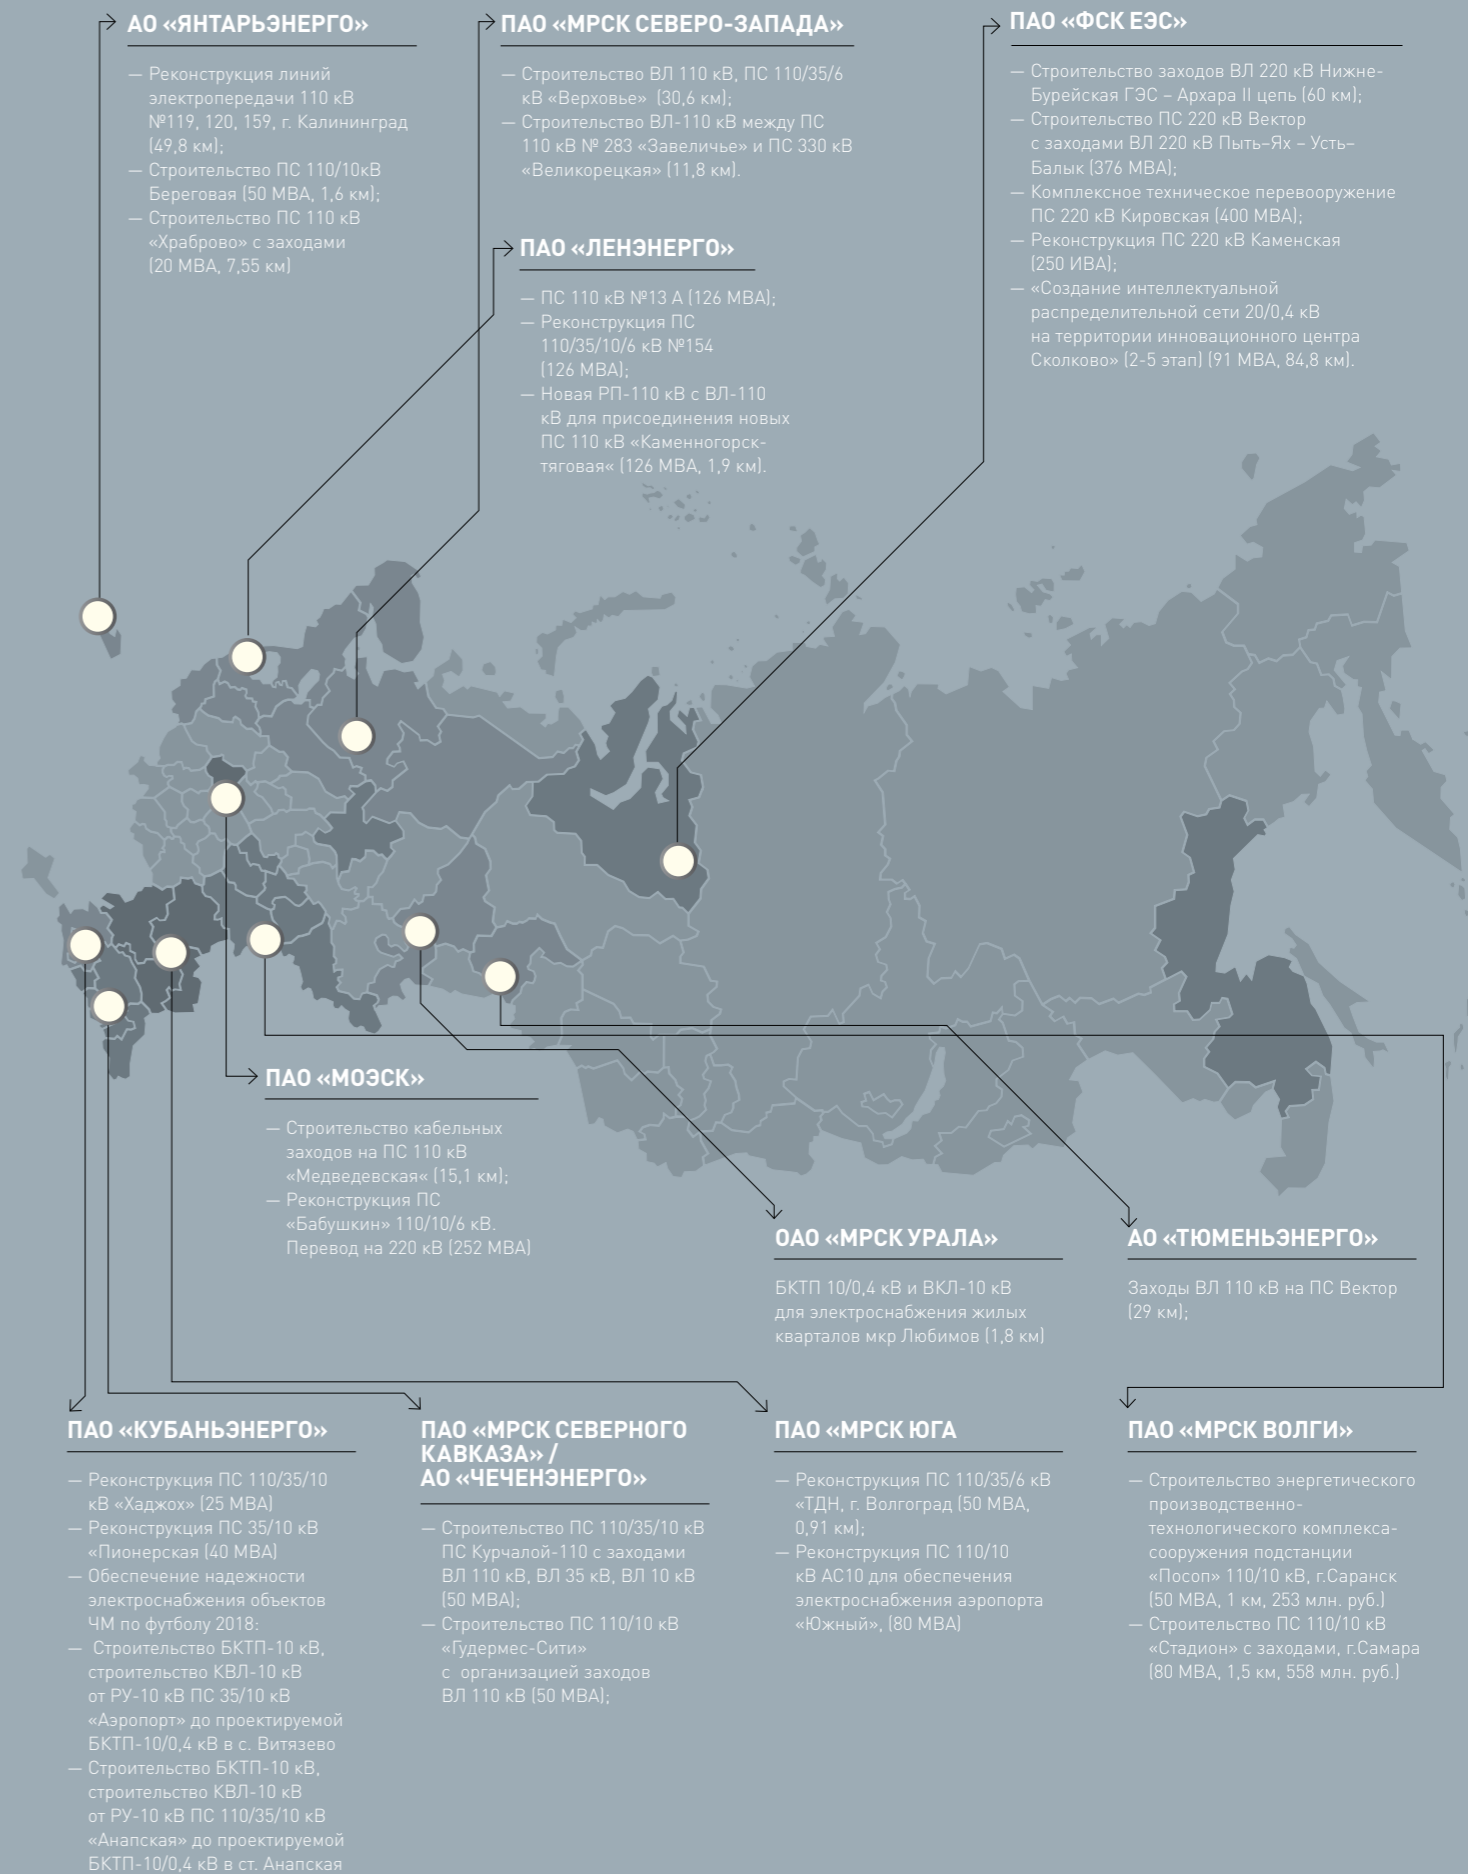 АО «ЯНТАРЬЭНЕРГО»
— Реконструкция линий
электропередачи 110 кВ
№119, 120, 159, г. Калининград
(49,8 км);
— Строительство ПС 110/10кВ
Береговая (50 МВА, 1,6 км);
— Строительство ПС 110 кВ
«Храброво» с заходами
(20 МВА, 7,55 км)
ПАО «МРСК СЕВЕРО-ЗАПАДА»
— Строительство ВЛ 110 кВ, ПС 110/35/6
кВ «Верховье» (30,6 км);
— Строительство ВЛ-110 кВ между ПС
110 кВ № 283 «Завеличье» и ПС 330 кВ
«Великорецкая» (11,8 км).
ПАО «ЛЕНЭНЕРГО»
— ПС 110 кВ №13 А (126 МВА);
— Реконструкция ПС
110/35/10/6 кВ №154
(126 МВА);
— Новая РП-110 кВ с ВЛ-110
кВ для присоединения новых
ПС 110 кВ «Каменногорск-
тяговая« (126 МВА, 1,9 км).
ПАО «ФСК ЕЭС»
— Строительство заходов ВЛ 220 кВ Нижне-
Бурейская ГЭС – Архара II цепь (60 км);
— Строительство ПС 220 кВ Вектор
с заходами ВЛ 220 кВ Пыть–Ях – Усть–
Балык (376 МВА);
— Комплексное техническое перевооружение
ПС 220 кВ Кировская (400 МВА);
— Реконструкция ПС 220 кВ Каменская
(250 ИВА);
— «Создание интеллектуальной
распределительной сети 20/0,4 кВ
на территории инновационного центра
Сколково» (2-5 этап) (91 МВА, 84,8 км).
ПАО «МОЭСК»
— Строительство кабельных
заходов на ПС 110 кВ
«Медведевская« (15,1 км);
— Реконструкция ПС
«Бабушкин» 110/10/6 кВ.
Перевод на 220 кВ (252 МВА)
ОАО «МРСК УРАЛА»
БКТП 10/0,4 кВ и ВКЛ-10 кВ
для электроснабжения жилых
кварталов мкр Любимов (1,8 км)
АО «ТЮМЕНЬЭНЕРГО»
Заходы ВЛ 110 кВ на ПС Вектор
(29 км);
ПАО «КУБАНЬЭНЕРГО»
— Реконструкция ПС 110/35/10
кВ «Хаджох» (25 МВА)
— Реконструкция ПС 35/10 кВ
«Пионерская (40 МВА)
— Обеспечение надежности
электроснабжения объектов
ЧМ по футболу 2018:
— Строительство БКТП-10 кВ,
строительство КВЛ-10 кВ
от РУ-10 кВ ПС 35/10 кВ
«Аэропорт» до проектируемой
БКТП-10/0,4 кВ в с. Витязево
— Строительство БКТП-10 кВ,
строительство КВЛ-10 кВ
от РУ-10 кВ ПС 110/35/10 кВ
«Анапская» до проектируемой
БКТП-10/0,4 кВ в ст. Анапская
ПАО «МРСК СЕВЕРНОГО
КАВКАЗА» /
АО «ЧЕЧЕНЭНЕРГО»
— Строительство ПС 110/35/10 кВ
ПС Курчалой-110 с заходами
ВЛ 110 кВ, ВЛ 35 кВ, ВЛ 10 кВ
(50 МВА);
— Строительство ПС 110/10 кВ
«Гудермес-Сити»
с организацией заходов
ВЛ 110 кВ (50 МВА);
ПАО «МРСК ЮГА
— Реконструкция ПС 110/35/6 кВ
«ТДН, г. Волгоград (50 МВА,
0,91 км);
— Реконструкция ПС 110/10
кВ АС10 для обеспечения
электроснабжения аэропорта
«Южный», (80 МВА)
ПАО «МРСК ВОЛГИ»
— Строительство энергетического
производственно-
технологического комплекса-
сооружения подстанции
«Посоп» 110/10 кВ, г.Саранск
(50 МВА, 1 км, 253 млн. руб.)
— Строительство ПС 110/10 кВ
«Стадион» с заходами, г.Самара
(80 МВА, 1,5 км, 558 млн. руб.)